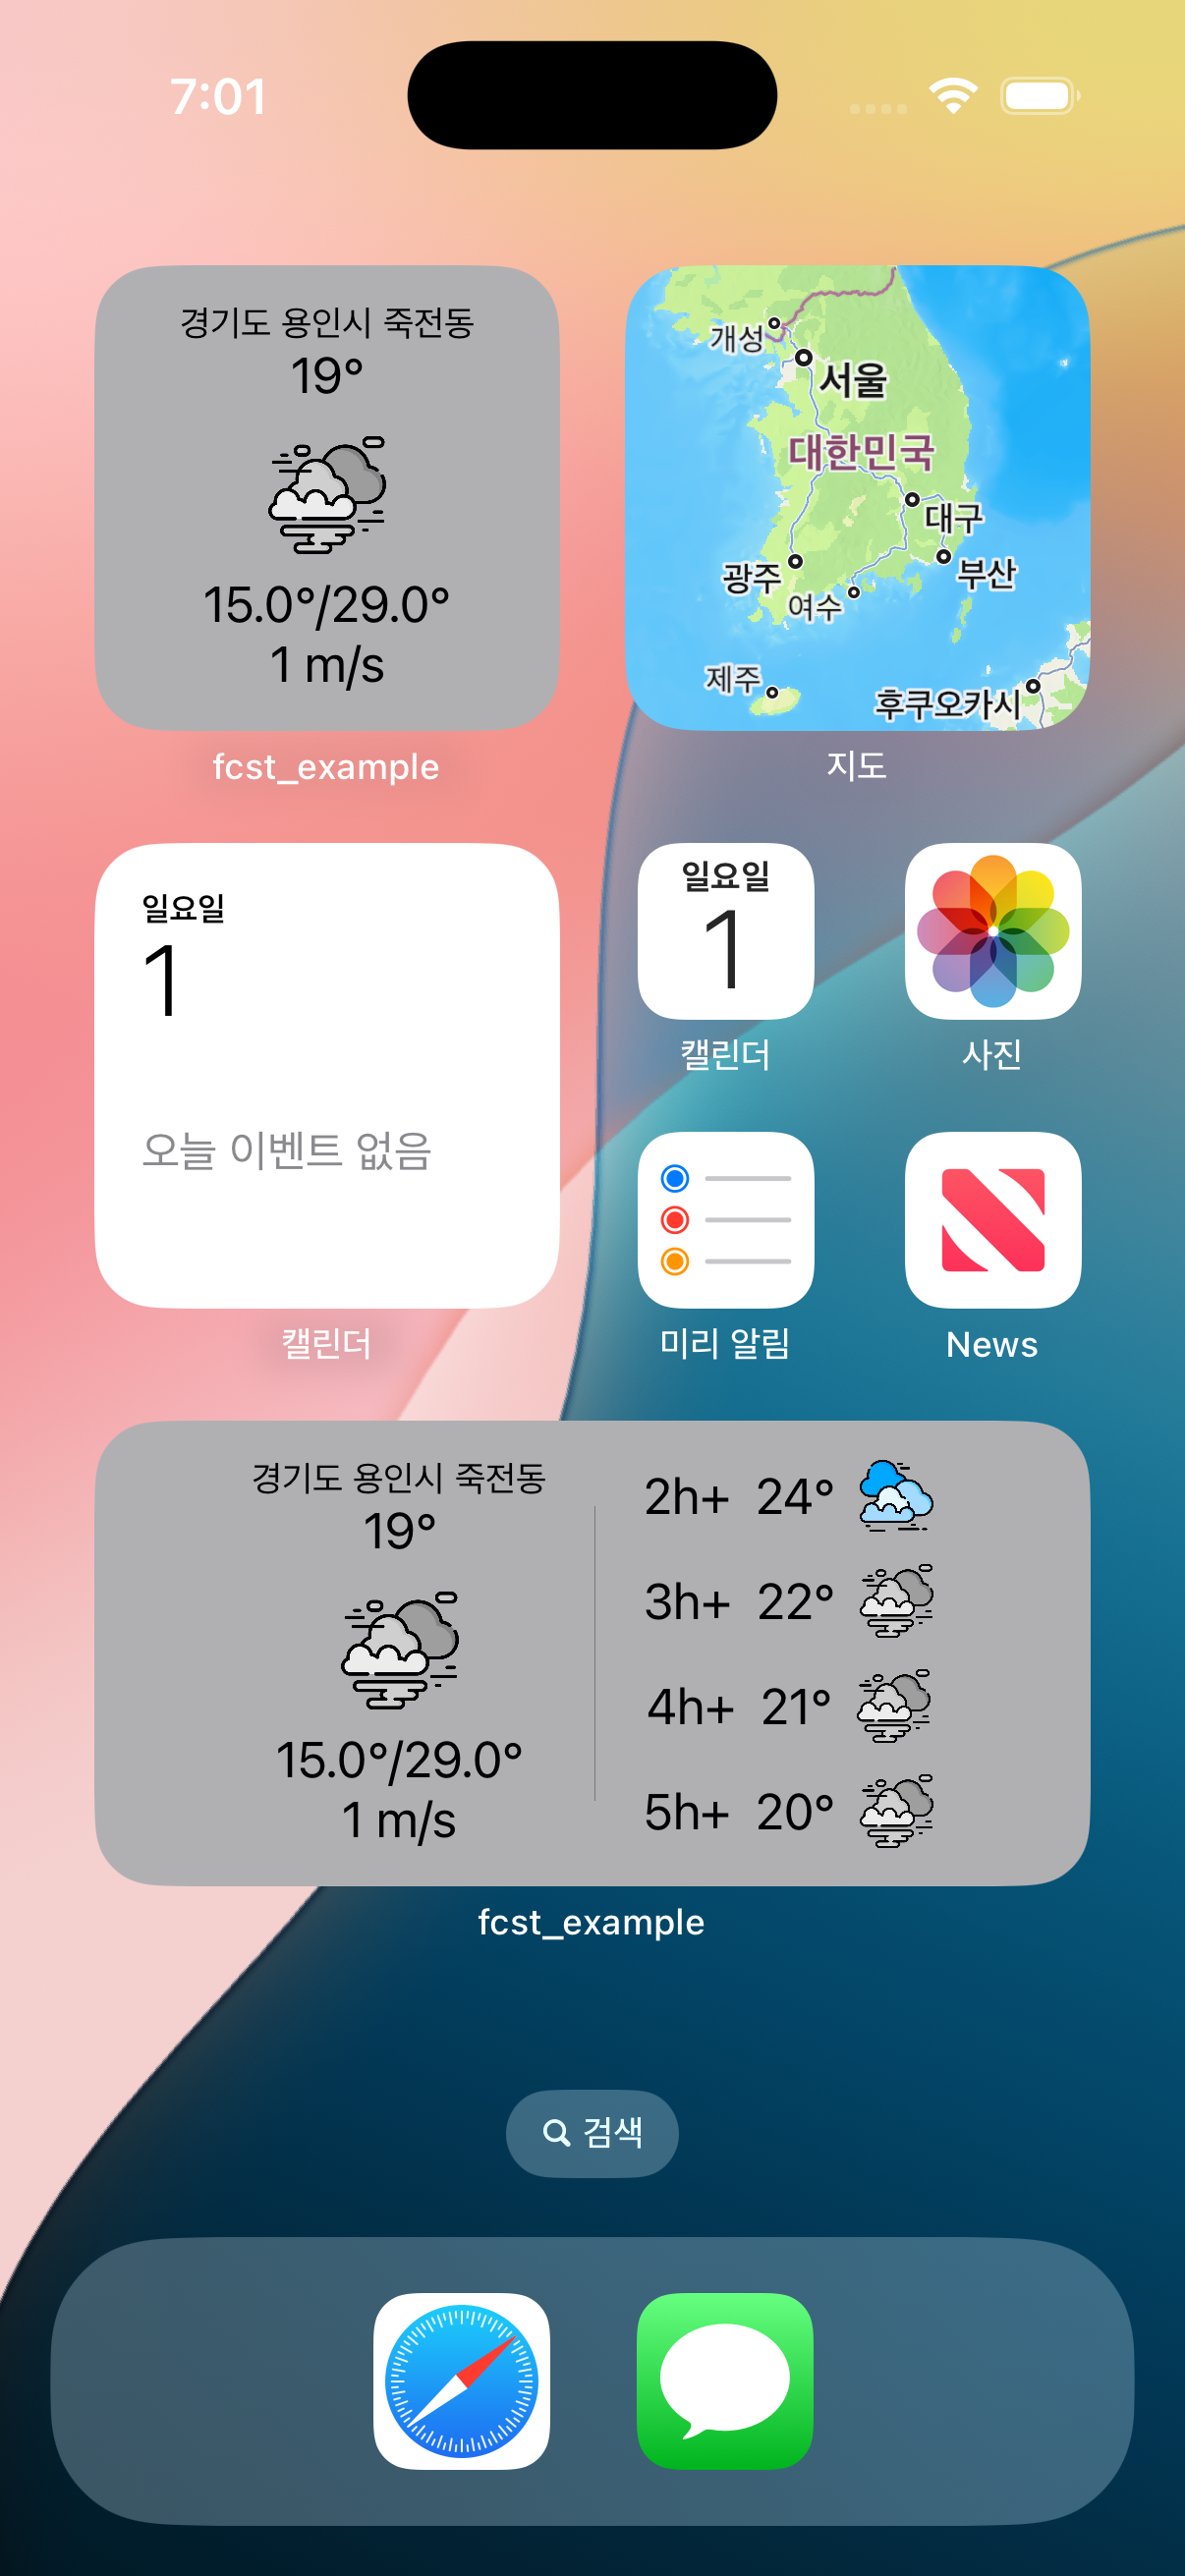 7:01
경기도 용인시 죽전동
19°
15.0°/29.0°
1 m/s
fcst_example
개성
서울
대한민국
대구
부산
광주
여수
제주
후쿠오카시
지도
일요일
1
오늘 이벤트 없음
캘린더
일요일
1
캘린더
사진
미리 알림
News
경기도 용인시 죽전동
19°
15.0°/29.0°
1 m/s
2h+ 24°
3h+ 22°
4h+ 21°
5h+ 20°
fcst_example
검색